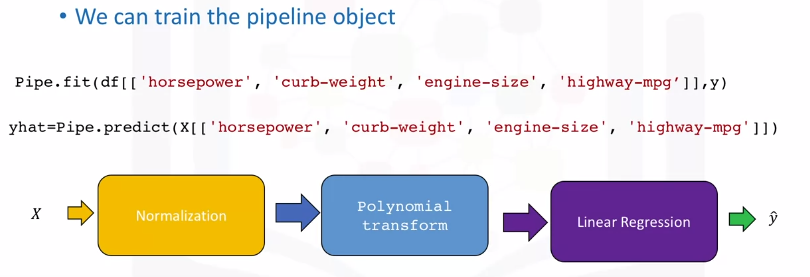 • We can train the pipeline object
Pipe.fit(df[['horsepower', 'curb-weight', 'engine-size', 'highway-mpg’]],y)
yhat=Pipe.predict(X[['horsepower', 'curb-weight', 'engine-size', 'highway-mpg']])
X
Normalization
Polynomial
transform
Linear Regression
ŷ